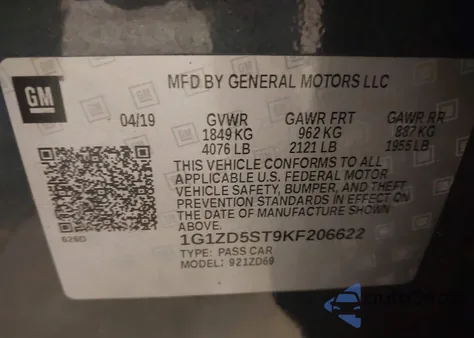 GM
MFD BY GENERAL MOTORS LLC
04/19 GVWR GAWR FRT GAWR RR
1849 KG 962 KG 887 KG
4076 LB 2121 LB 1955 LB
THIS VEHICLE CONFORMS TO ALL
APPLICABLE U.S. FEDERAL MOTOR
VEHICLE SAFETY, BUMPER, AND THEFT
PREVENTION STANDARDS IN EFFECT ON
THE DATE OF MANUFACTURE SHOWN
ABOVE.
626D
1G1ZD5ST9KF206622
TYPE: PASS CAR
MODEL: 921ZD69